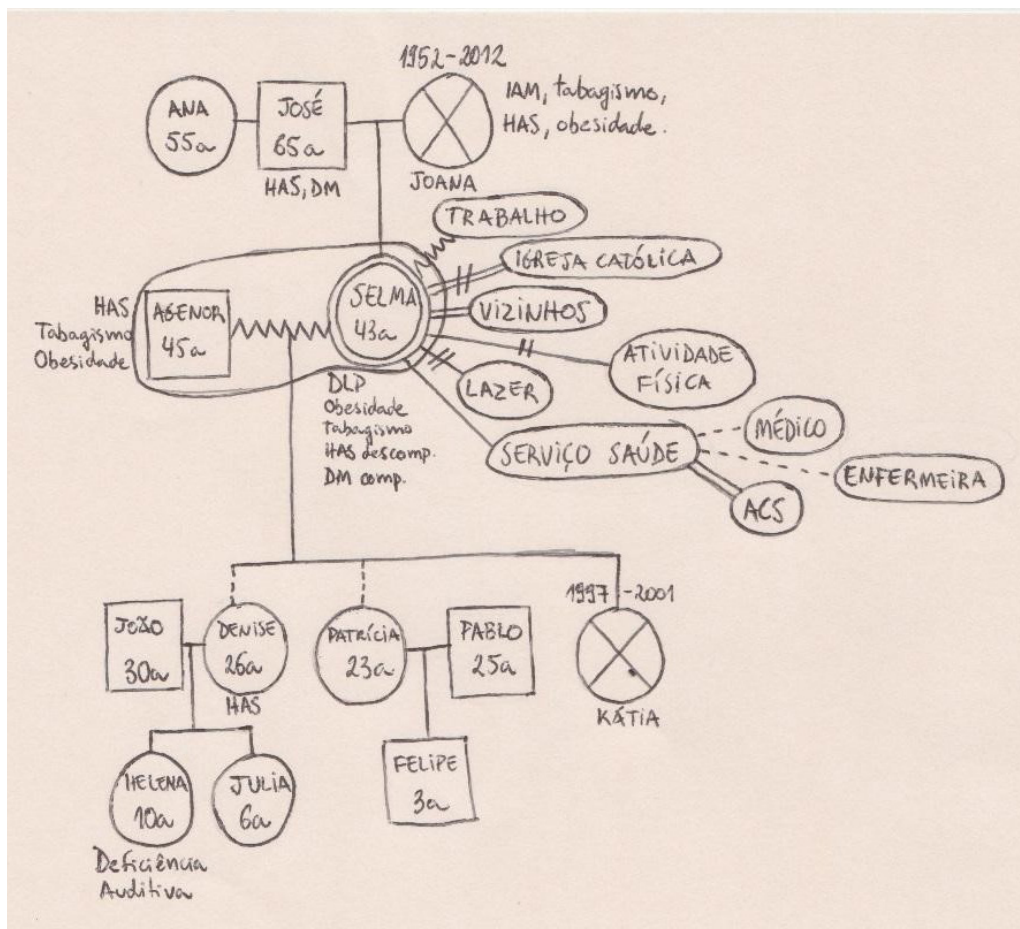 1952-2012
IAM, tabagismo,
HAS, obesidade.
ANA
55a
JOSÉ
65a
HAS, DM
JOANA
TRABALHO
IGREJA CATÓLICA
VIZINHOS
ATIVIDADE
FÍSICA
LAZER
SERVIÇO SAÚDE
MÉDICO
ENFERMEIRA
ACS
HAS
Tabagismo
Obesidade
AGENOR
45a
SELMA
43a
DLP
Obesidade
tabagismo
HAS descomp.
DM comp.
1997-2001
KÁTIA
JOÃO
30a
DENISE
26a
HAS
PATRÍCIA
23a
PABLO
25a
HELENA
10a
Deficiência
Auditiva
JULIA
6a
FELIPE
3a